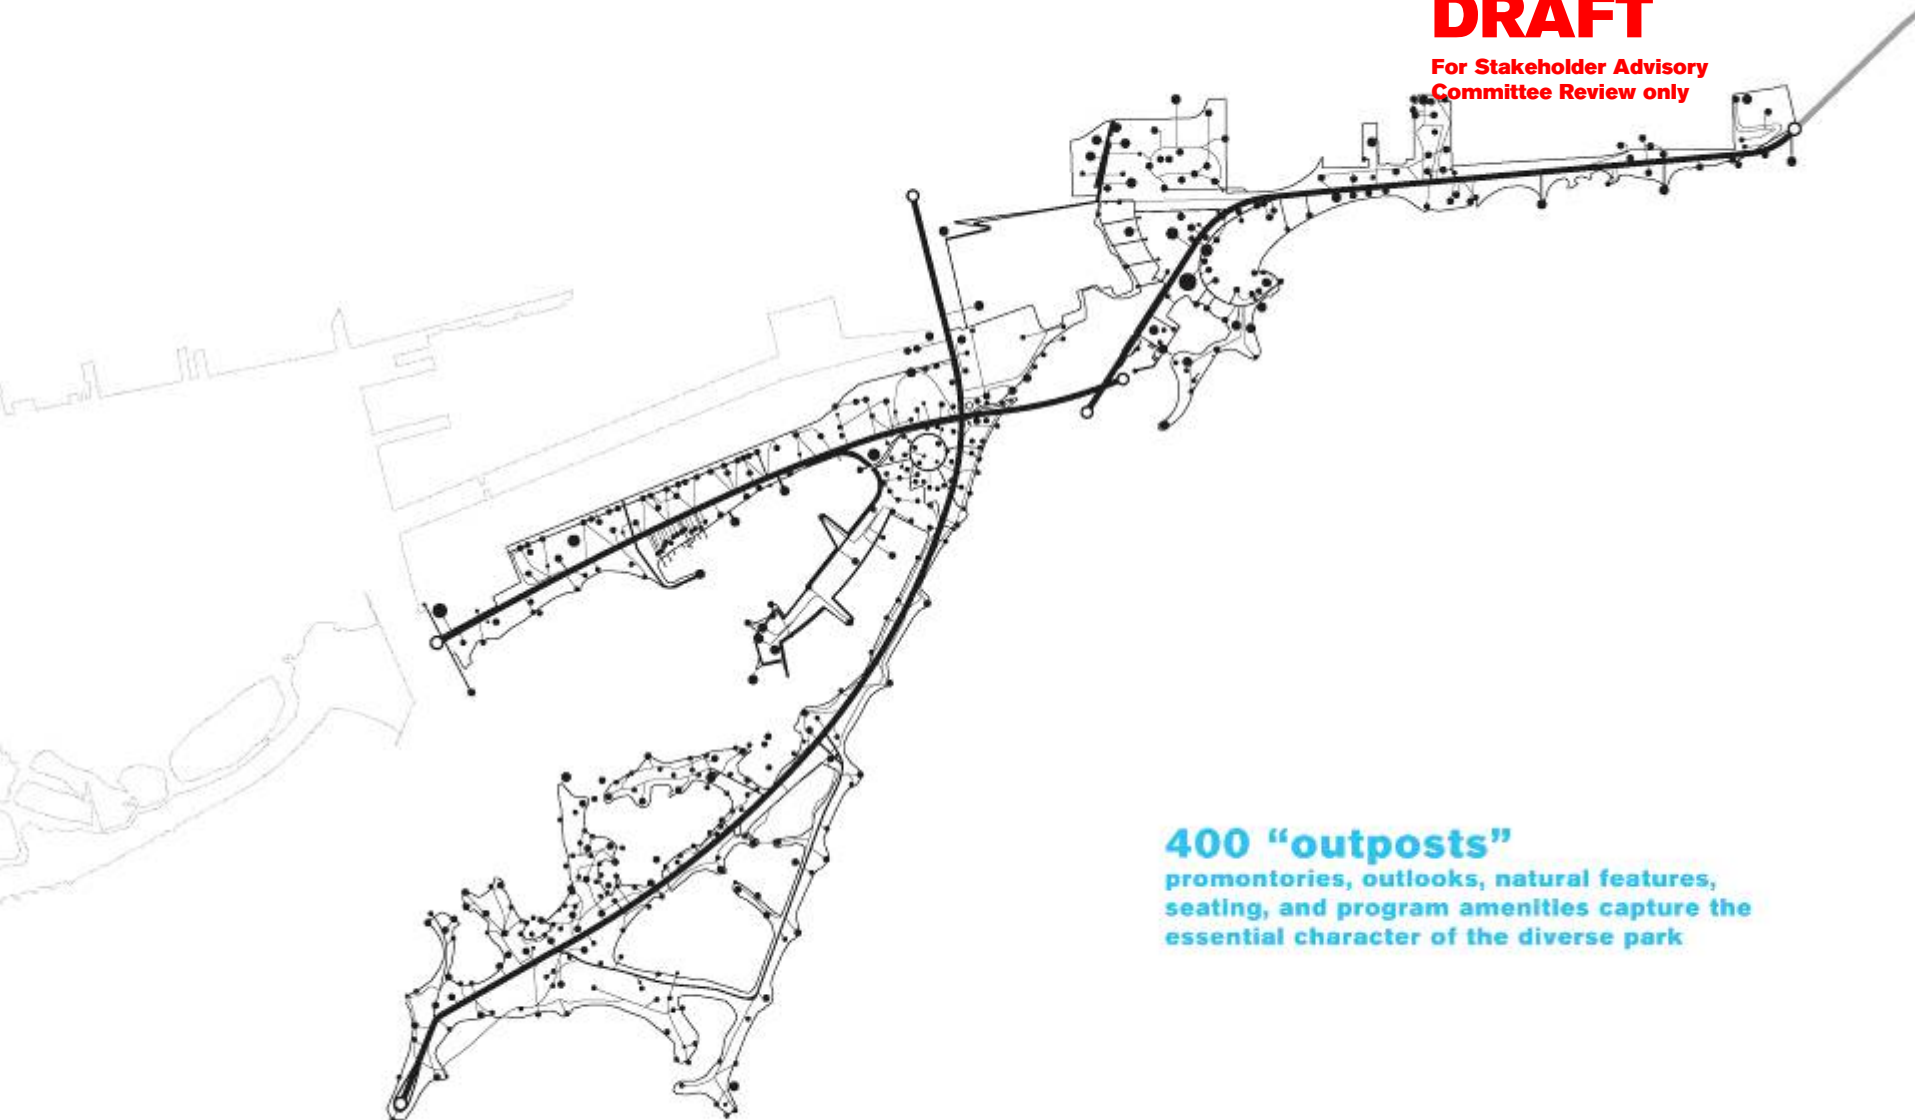 DRAFT
For Stakeholder Advisory
Committee Review only
400 “outposts”
promontories, outlooks, natural features,
seating, and program amenities capture the
essential character of the diverse park